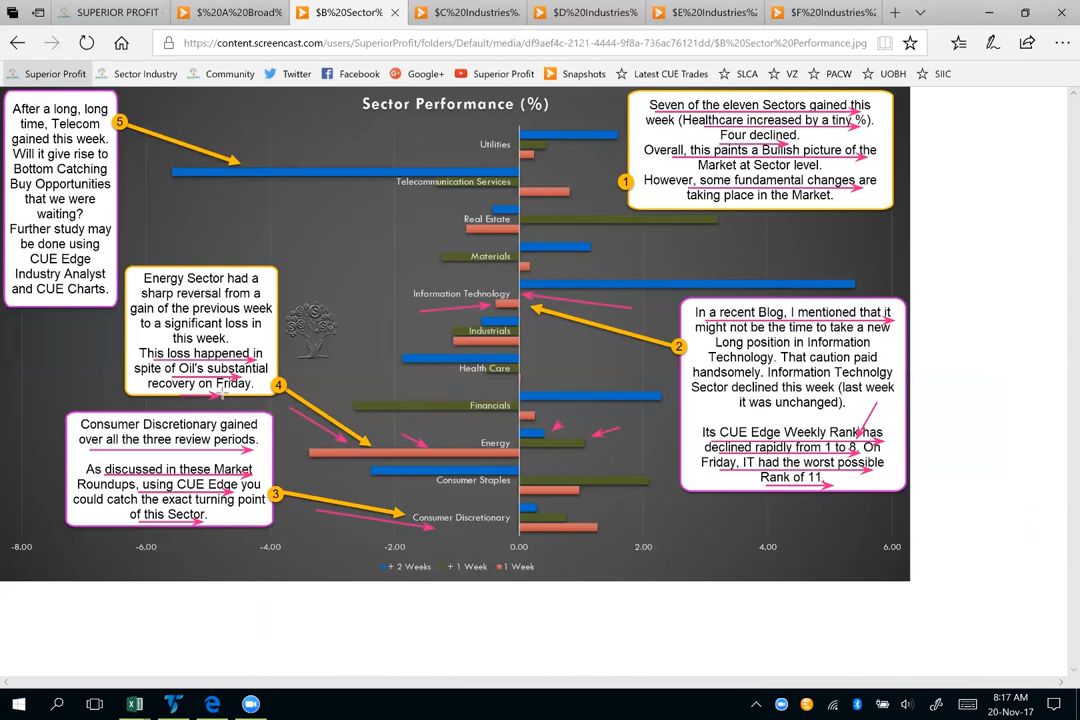 SUPERIOR PROFIT
$%20A%20Broad%
$B%20Sector%
$C%20Industries%
$D%20Industries%
$E%20Industries%
$F%20Industries%2
https://content.screencast.com/users/SuperiorProfit/folders/Default/media/df9aef4c-2121-4444-9f8a-736ac76121dd/$B%20Sector%20Performance.jpg
Superior Profit
Sector Industry
Community
Twitter
Facebook
Google+
Superior Profit
Snapshots
Latest CUE Trades
SLCA
VZ
PACW
UOBH
SIIC
Sector Performance (%)
After a long, long
time, Telecom
gained this week.
Will it give rise to
Bottom Catching
Buy Opportunities
that we were
waiting?
Further study may
be done using
CUE Edge
Industry Analyst
and CUE Charts.
5
Seven of the eleven Sectors gained this
week (Healthcare increased by a tiny %).
Four declined.
Overall, this paints a Bullish picture of the
Market at Sector level.
However, some fundamental changes are
taking place in the Market.
1
Energy Sector had a
sharp reversal from a
gain of the previous week
to a significant loss in
this week.
This loss happened in
spite of Oil's substantial
recovery on Friday.
4
In a recent Blog, I mentioned that it
might not be the time to take a new
Long position in Information
Technology. That caution paid
handsomely. Information Technolgy
Sector declined this week (last week
it was unchanged).
Its CUE Edge Weekly Rank has
declined rapidly from 1 to 8. On
Friday, IT had the worst possible
Rank of 11.
2
Consumer Discretionary gained
over all the three review periods.
As discussed in these Market
Roundups, using CUE Edge you
could catch the exact turning point
of this Sector.
3
Utilities
Telecommunication Services
Real Estate
Materials
Information Technology
Industrials
Health Care
Financials
Energy
Consumer Staples
Consumer Discretionary
-8.00
-6.00
-4.00
-2.00
0.00
2.00
4.00
6.00
+ 2 Weeks
+ 1 Week
1 Week
8:17 AM
20-Nov-17